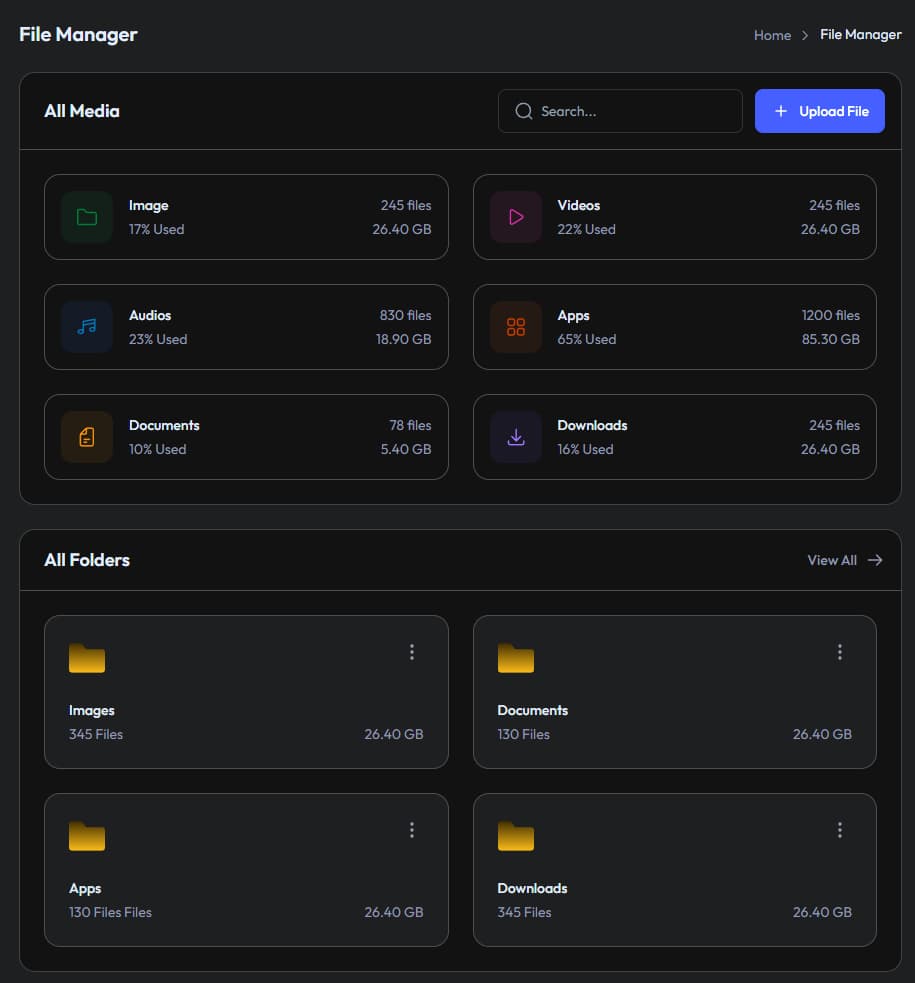 File Manager
Home > File Manager
All Media
Search...
Upload File
Image
245 files
17% Used
26.40 GB
Videos
245 files
22% Used
26.40 GB
Audios
830 files
23% Used
18.90 GB
Apps
1200 files
65% Used
85.30 GB
Documents
78 files
10% Used
5.40 GB
Downloads
245 files
16% Used
26.40 GB
All Folders
View All
Images
345 Files
26.40 GB
Documents
130 Files
26.40 GB
Apps
130 Files Files
26.40 GB
Downloads
345 Files
26.40 GB